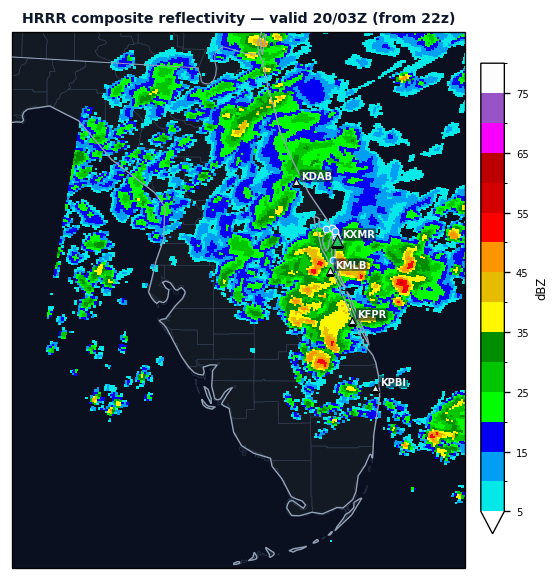 HRRR composite reflectivity — valid 20/03Z (from 22z)
KDAB
KXMR
KMLB
KFPR
KPBI
75
65
55
45
35
25
15
5
dBZ